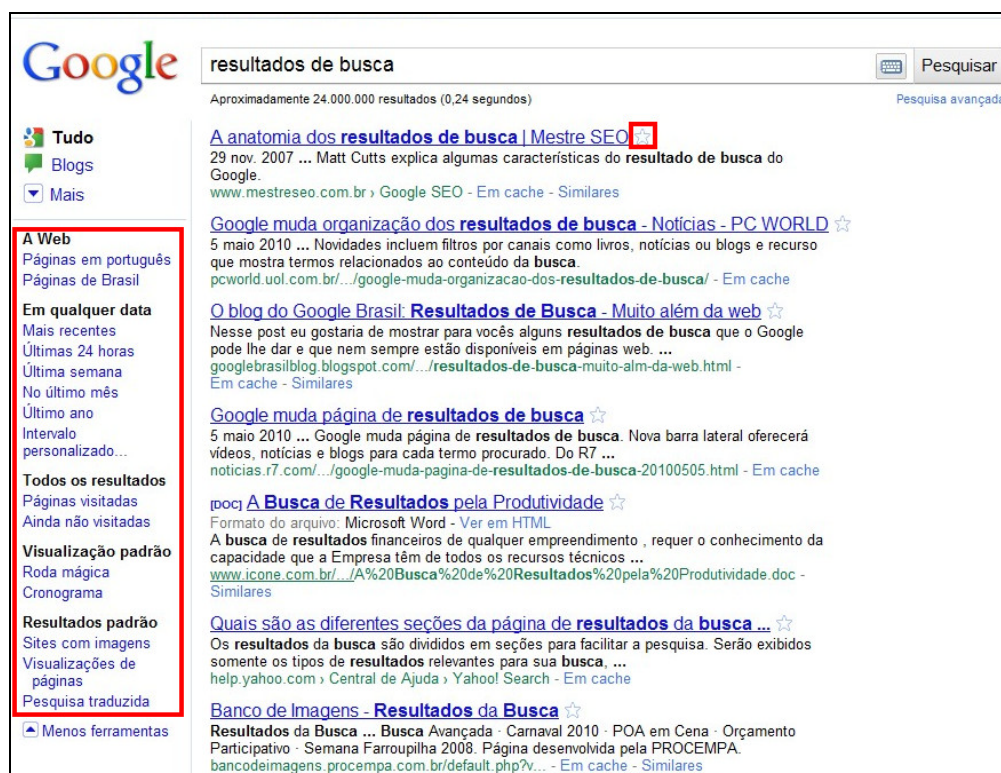 Google
resultados de busca
Pesquisar
Aproximadamente 24.000.000 resultados (0,24 segundos)
Pesquisa avançada
Tudo
Blogs
Mais
A Web
Páginas em português
Páginas de Brasil
Em qualquer data
Mais recentes
Últimas 24 horas
Última semana
No último mês
Último ano
Intervalo
personalizado...
Todos os resultados
Páginas visitadas
Ainda não visitadas
Visualização padrão
Roda mágica
Cronograma
Resultados padrão
Sites com imagens
Visualizações de
páginas
Pesquisa traduzida
Menos ferramentas
A anatomia dos resultados de busca | Mestre SEO
29 nov. 2007 ... Matt Cutts explica algumas características do resultado de busca do
Google.
www.mestreseo.com.br › Google SEO - Em cache - Similares
Google muda organização dos resultados de busca - Notícias - PC WORLD
5 maio 2010 ... Novidades incluem filtros por canais como livros, notícias ou blogs e recurso
que mostra termos relacionados ao conteúdo da busca.
pcworld.uol.com.br/.../google-muda-organizacao-dos-resultados-de-busca/ - Em cache
O blog do Google Brasil: Resultados de Busca - Muito além da web
Nesse post eu gostaria de mostrar para vocês alguns resultados de busca que o Google
pode lhe dar e que nem sempre estão disponíveis em páginas web. ...
googlebrasilblog.blogspot.com/.../resultados-de-busca-muito-alm-da-web.html -
Em cache - Similares
Google muda página de resultados de busca
5 maio 2010 ... Google muda página de resultados de busca. Nova barra lateral oferecerá
vídeos, notícias e blogs para cada termo procurado. Do R7 ...
noticias.r7.com/.../google-muda-pagina-de-resultados-de-busca-20100505.html - Em cache
[DOC] A Busca de Resultados pela Produtividade
Formato do arquivo: Microsoft Word - Ver em HTML
A busca de resultados financeiros de qualquer empreendimento , requer o conhecimento da
capacidade que a Empresa têm de todos os recursos técnicos ...
www.icone.com.br/.../A%20Busca%20de%20Resultados%20pela%20Produtividade.doc -
Similares
Quais são as diferentes seções da página de resultados da busca ...
Os resultados da busca são divididos em seções para facilitar a pesquisa. Serão exibidos
somente os tipos de resultados relevantes para sua busca, ...
help.yahoo.com › Central de Ajuda › Yahoo! Search - Em cache
Banco de Imagens - Resultados da Busca
Resultados da Busca ... Busca Avançada · Carnaval 2010 · POA em Cena · Orçamento
Participativo · Semana Farroupilha 2008. Página desenvolvida pela PROCEMPA.
bancodeimagens.procempa.com.br/default.php?v... - Em cache - Similares